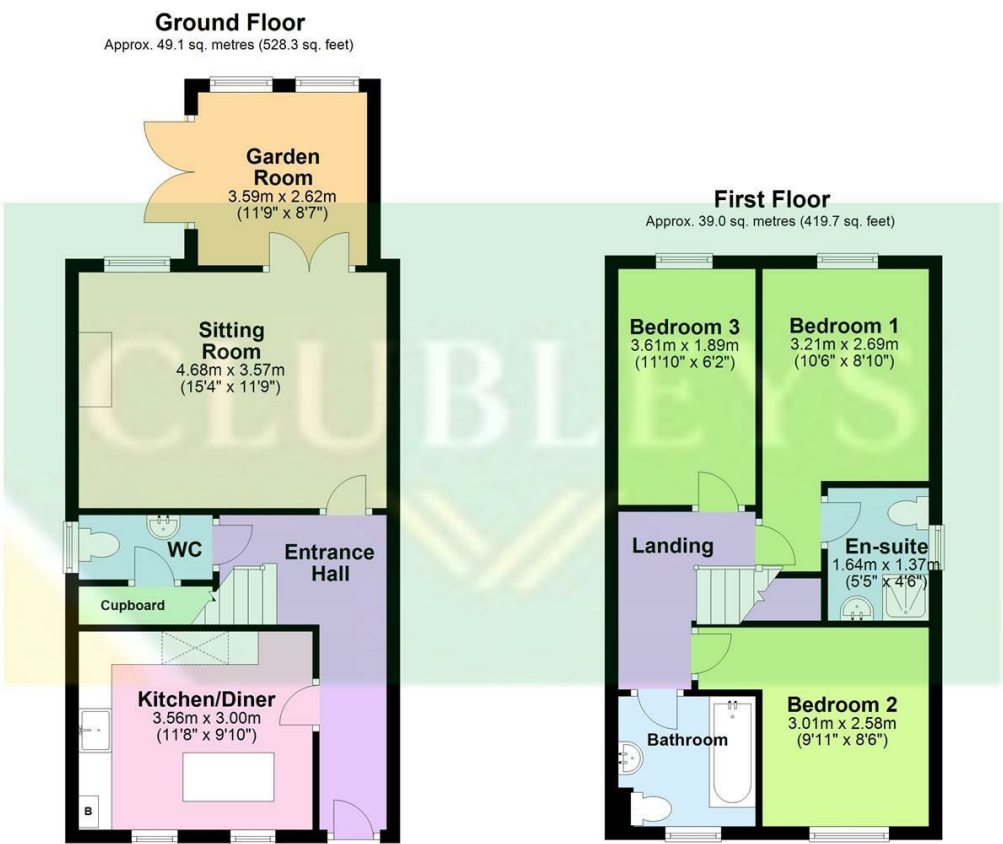 Ground Floor
Approx. 49.1 sq. metres (528.3 sq. feet)
Garden
Room
3.59m x 2.62m
(11'9" x 8'7")
Sitting
Room
4.68m x 3.57m
(15'4" x 11'9")
WC
Entrance
Hall
Cupboard
Kitchen/Diner
3.56m x 3.00m
(11'8" x 9'10")
B
First Floor
Approx. 39.0 sq. metres (419.7 sq. feet)
Bedroom 3
3.61m x 1.89m
(11'10" x 6'2")
Bedroom 1
3.21m x 2.69m
(10'6" x 8'10")
Landing
En-suite
1.64m x 1.37m
(5'5" x 4'6")
Bedroom 2
3.01m x 2.58m
(9'11" x 8'6")
Bathroom
CLUBLEYS